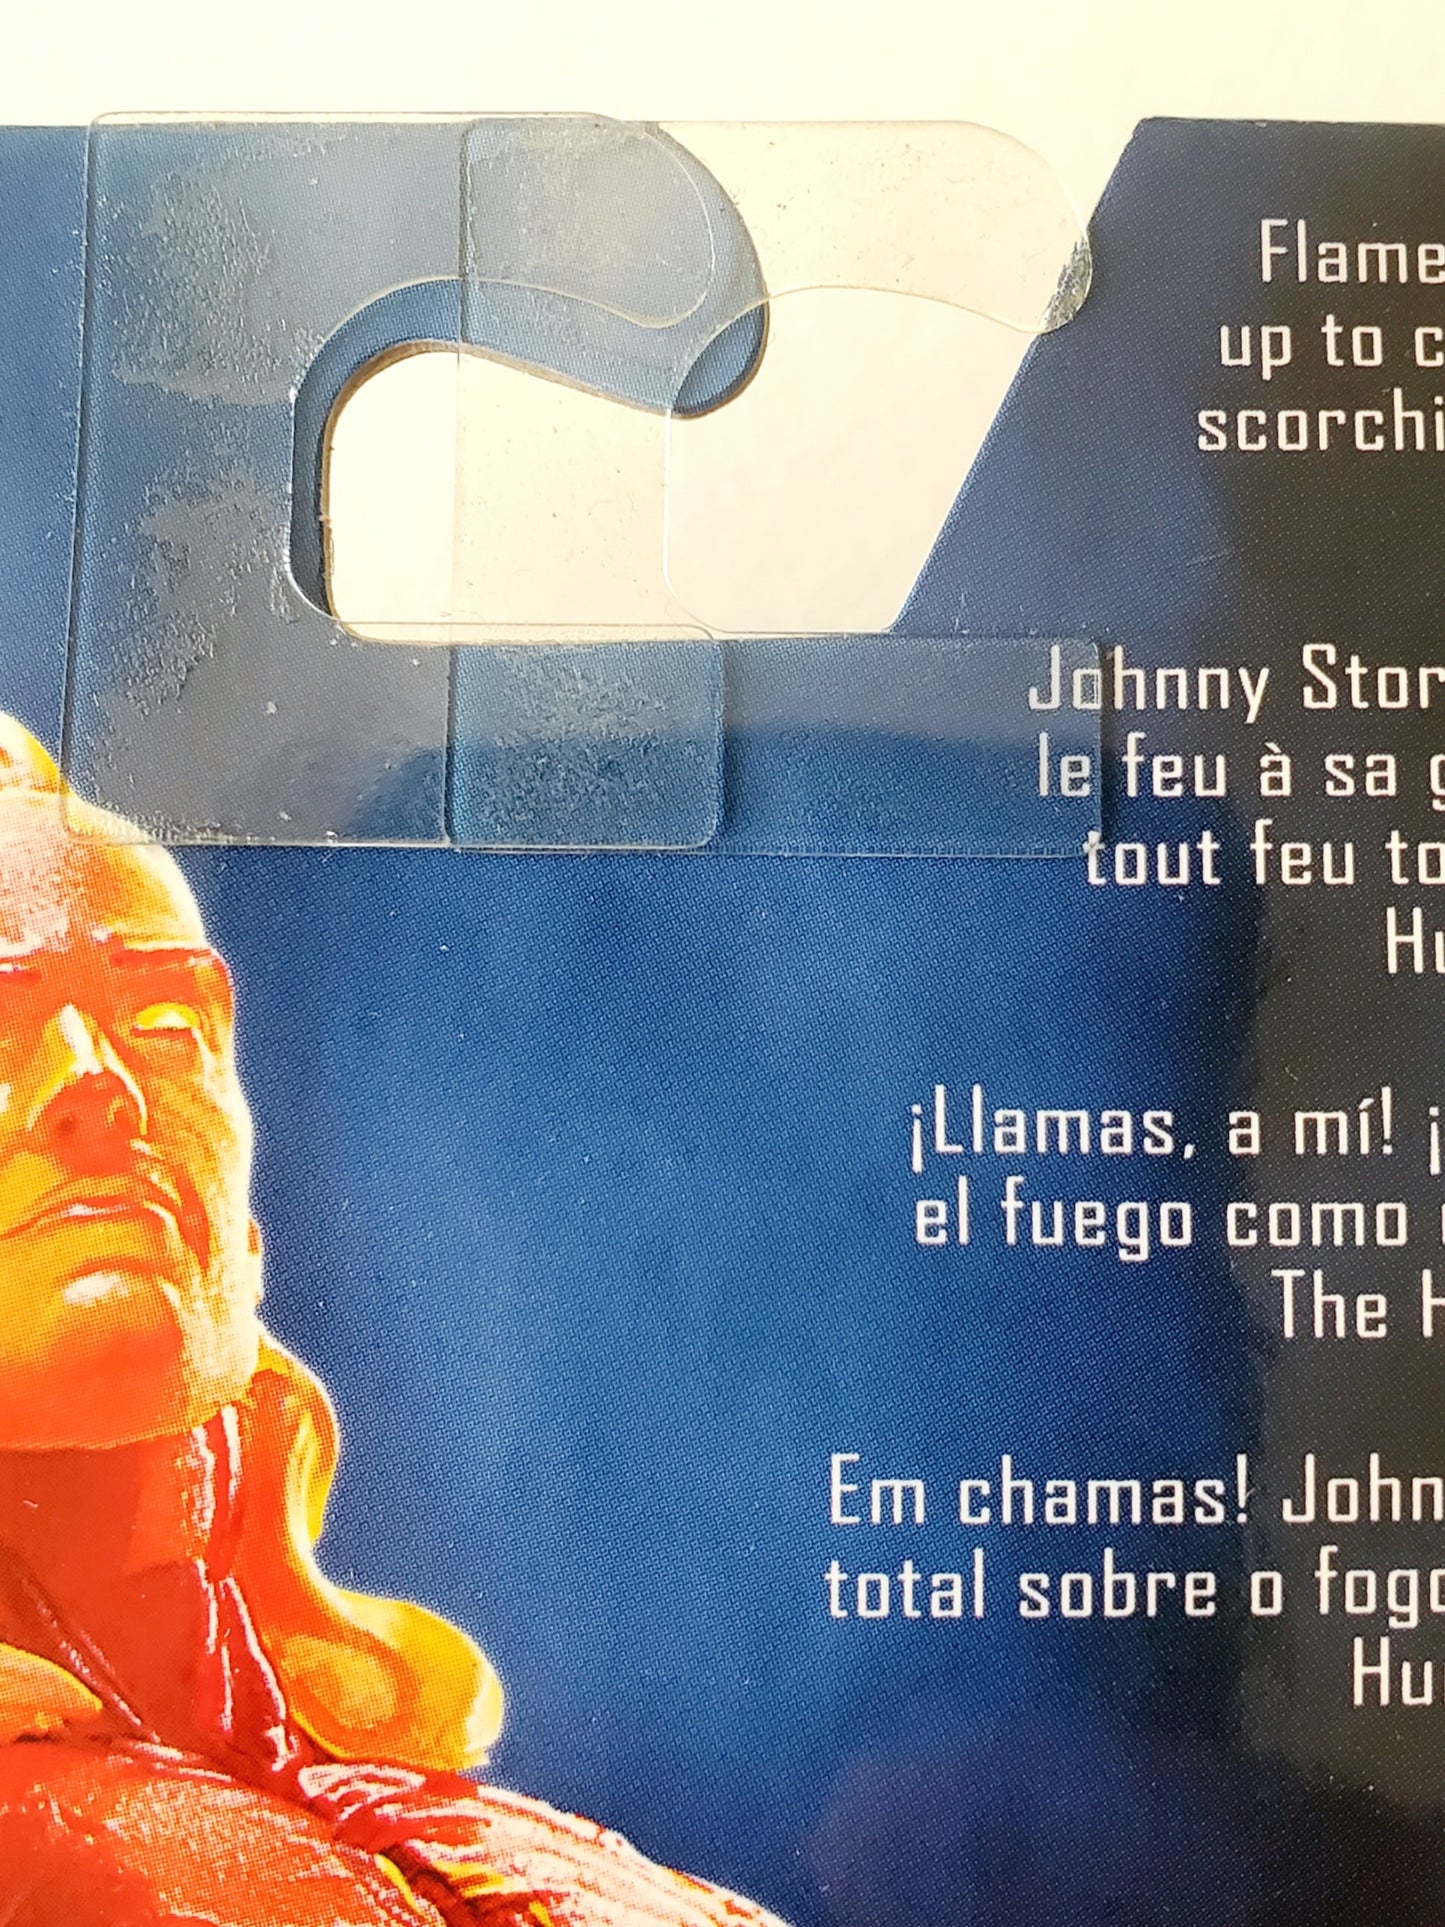 Flame
up to
scorchi
Johnny Stor
le feu à sa
tout feu to
Hu
¡Llamas, a mí! ¡
el fuego como
The H
Em chamas! John
total sobre o fogo
Hu